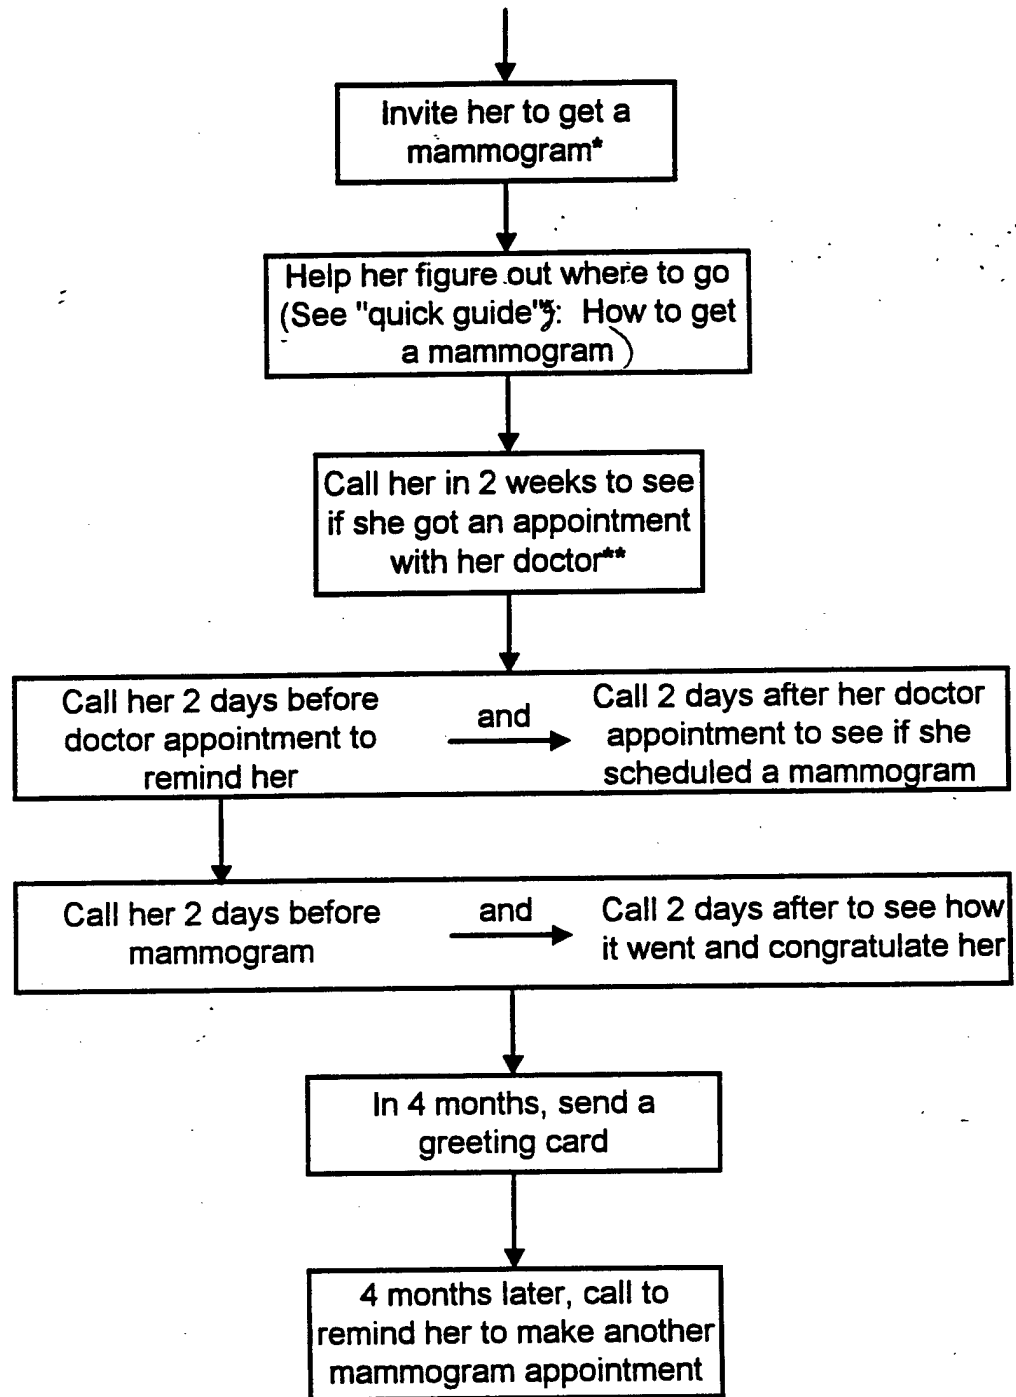 Invite her to get a
mammogram*
Help her figure out where to go
(See "quick guide": How to get
a mammogram)
Call her in 2 weeks to see
if she got an appointment
with her doctor**
Call her 2 days before
doctor appointment to
remind her
and
Call 2 days after her doctor
appointment to see if she
scheduled a mammogram
Call her 2 days before
mammogram
and
Call 2 days after to see how
it went and congratulate her
In 4 months, send a
greeting card
4 months later, call to
remind her to make another
mammogram appointment